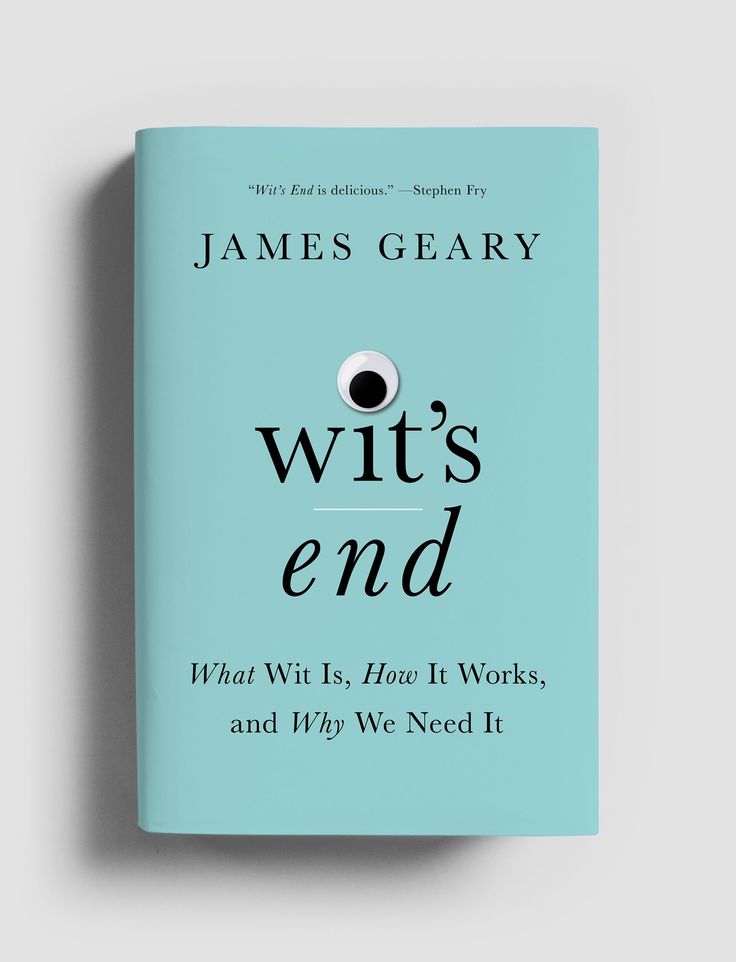 “Wit’s End is delicious.” —Stephen Fry
JAMES GEARY
wit’s
end
What Wit Is, How It Works,
and Why We Need It